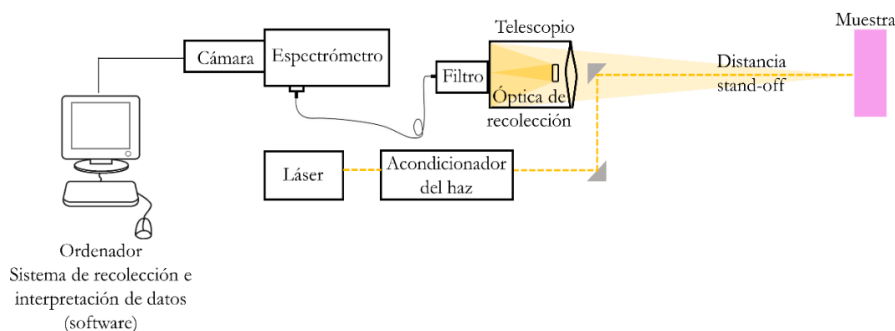 Telescopio
Muestra
Cámara
Espectrómetro
Filtro
Óptica de
recolección
Distancia
stand-off
Láser
Acondicionador
del haz
Ordenador
Sistema de recolección e
interpretación de datos
(software)